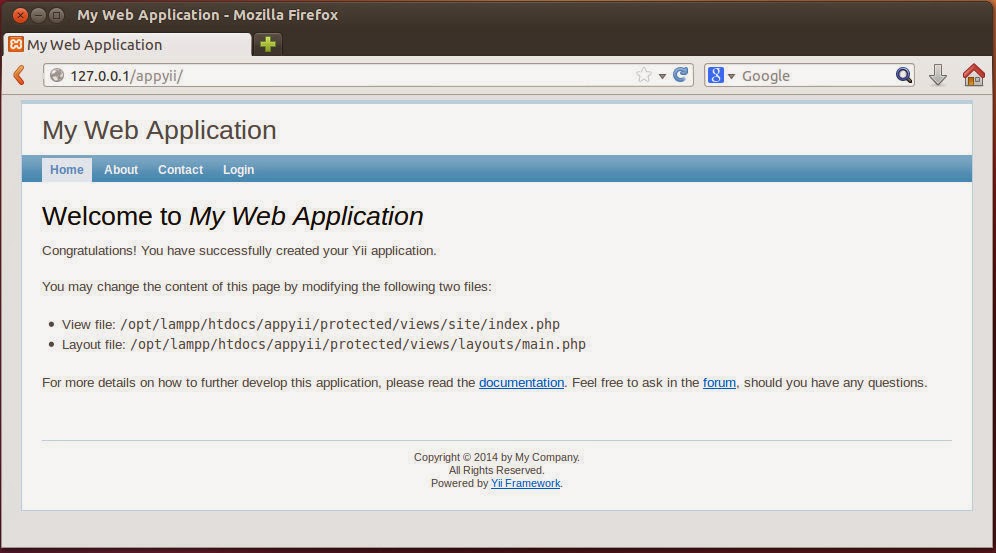 My Web Application - Mozilla Firefox
My Web Application
127.0.0.1/appyii/
Google
My Web Application
Home About Contact Login
Welcome to My Web Application
Congratulations! You have successfully created your Yii application.
You may change the content of this page by modifying the following two files:
• View file: /opt/lampp/htdocs/appyii/protected/views/site/index.php
• Layout file: /opt/lampp/htdocs/appyii/protected/views/layouts/main.php
For more details on how to further develop this application, please read the documentation. Feel free to ask in the forum, should you have any questions.
Copyright © 2014 by My Company.
All Rights Reserved.
Powered by Yii Framework.